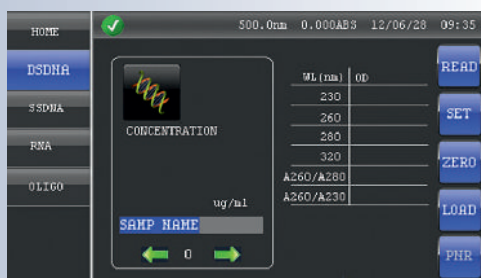 500.0nm 0.000ABS 12/06/28 09:35
HOME
DSDNA
SSDNA
RNA
OLIGO
CONCENTRATION
ug/ml
SAMP NAME
0
WL(nm) OD
230
260
280
320
A260/A280
A260/A230
READ
SET
ZERO
LOAD
PNR